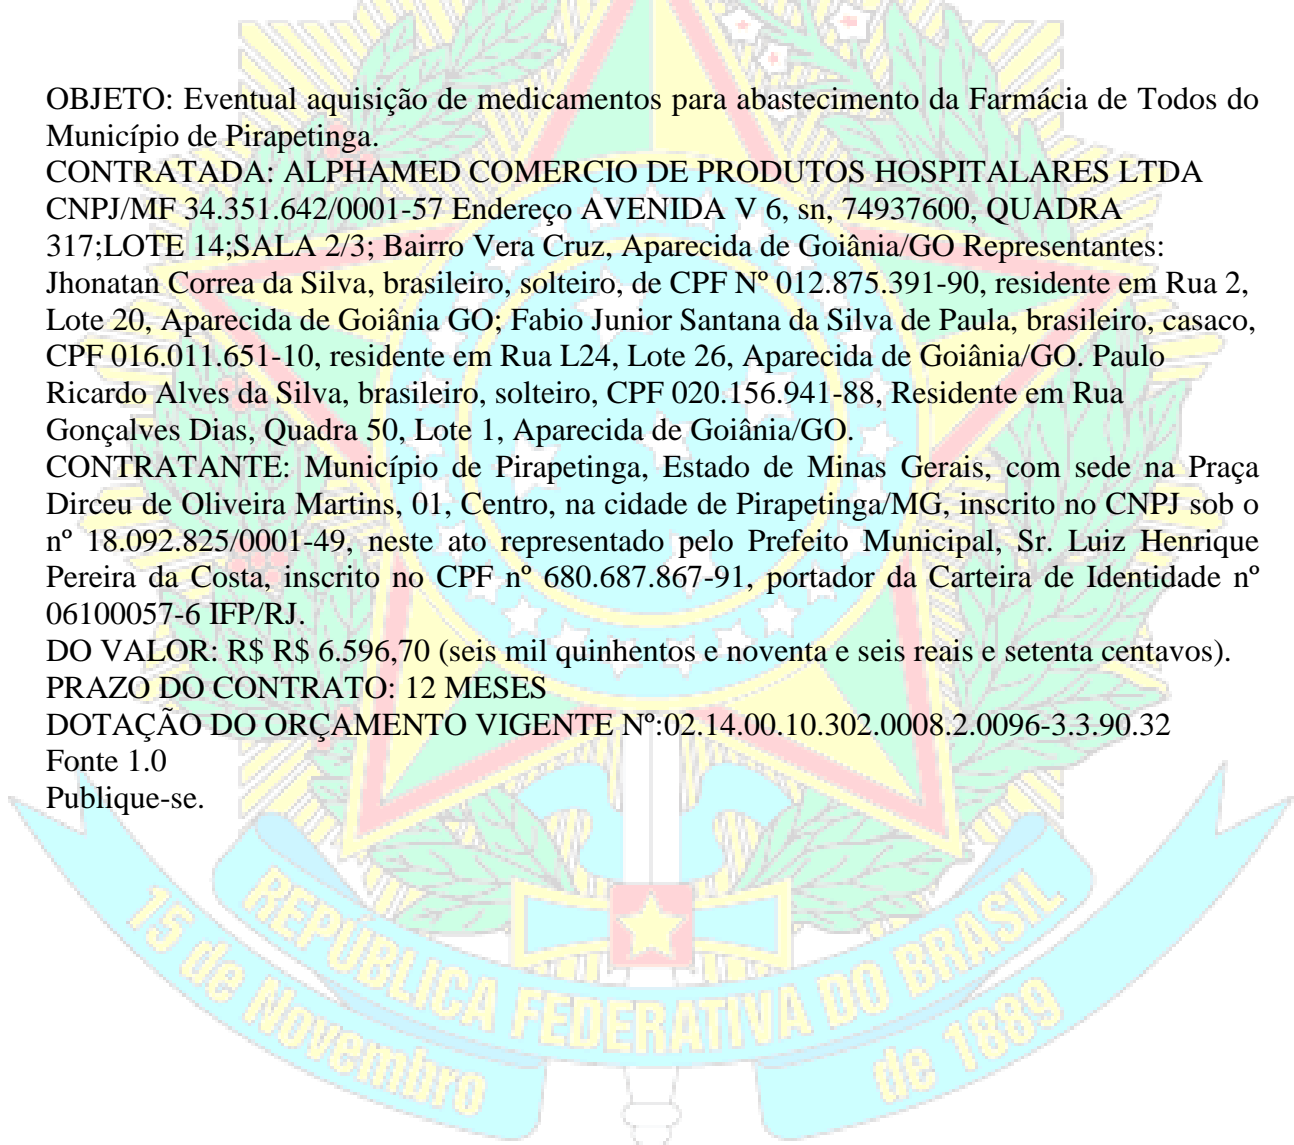 OBJETO: Eventual aquisição de medicamentos para abastecimento da Farmácia de Todos do
Município de Pirapetinga.
CONTRATADA: ALPHAMED COMERCIO DE PRODUTOS HOSPITALARES LTDA
CNPJ/MF 34.351.642/0001-57 Endereço AVENIDA V 6, sn, 74937600, QUADRA
317;LOTE 14;SALA 2/3; Bairro Vera Cruz, Aparecida de Goiânia/GO Representantes:
Jhonatan Correa da Silva, brasileiro, solteiro, de CPF Nº 012.875.391-90, residente em Rua 2,
Lote 20, Aparecida de Goiânia GO; Fabio Junior Santana da Silva de Paula, brasileiro, casaco,
CPF 016.011.651-10, residente em Rua L24, Lote 26, Aparecida de Goiânia/GO. Paulo
Ricardo Alves da Silva, brasileiro, solteiro, CPF 020.156.941-88, Residente em Rua
Gonçalves Dias, Quadra 50, Lote 1, Aparecida de Goiânia/GO.
CONTRATANTE: Município de Pirapetinga, Estado de Minas Gerais, com sede na Praça
Dirceu de Oliveira Martins, 01, Centro, na cidade de Pirapetinga/MG, inscrito no CNPJ sob o
nº 18.092.825/0001-49, neste ato representado pelo Prefeito Municipal, Sr. Luiz Henrique
Pereira da Costa, inscrito no CPF nº 680.687.867-91, portador da Carteira de Identidade nº
06100057-6 IFP/RJ.
DO VALOR: R$ R$ 6.596,70 (seis mil quinhentos e noventa e seis reais e setenta centavos).
PRAZO DO CONTRATO: 12 MESES
DOTAÇÃO DO ORÇAMENTO VIGENTE Nº:02.14.00.10.302.0008.2.0096-3.3.90.32
Fonte 1.0
Publique-se.
REPÚBLICA FEDERATIVA DO BRASIL
15 de Novembro de 1889